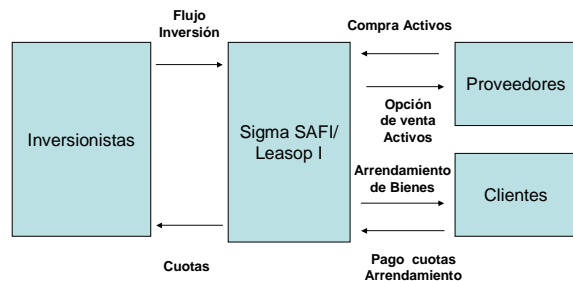 Flujo
Inversión
Compra Activos
Inversionistas
Sigma SAFI/
Leasop I
Proveedores
Opción
de venta
Activos
Arrendamiento
de Bienes
Clientes
Cuotas
Pago cuotas
Arrendamiento